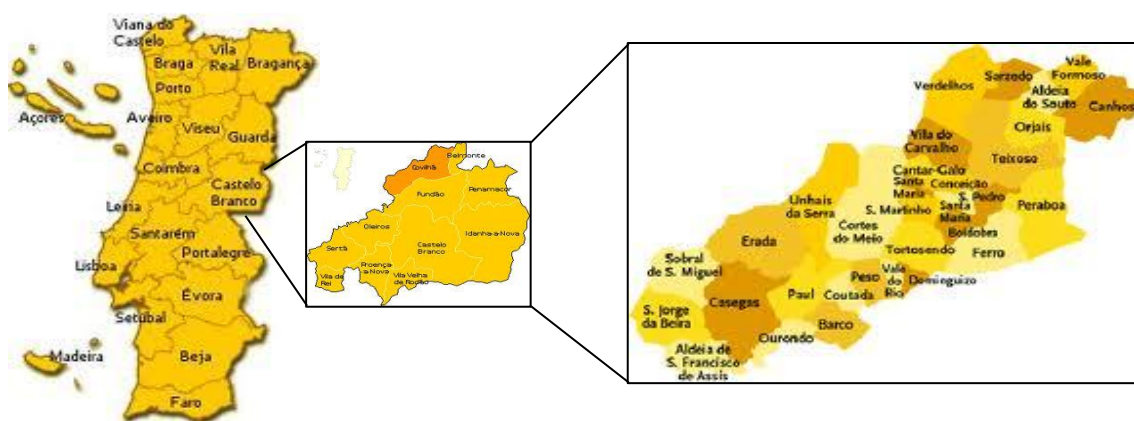 Viana do
Castelo
Braga
Vila
Real
Bragança
Porto
Açores
Aveiro
Viseu
Guarda
Coimbra
Castelo
Branco
Leiria
Santarém
Lisboa
Portalegre
Évora
Setúbal
Madeira
Beja
Faro
Belmonte
Covilhã
Fundão
Penamacor
Oleiros
Idanha-a-Nova
Sertã
Castelo
Branco
Proença
a-Nova
Vila de
Rei
Vila Velha
de Rodão
Verdelhos
Sarzedo
Vale
Formoso
Aldeia
do Souto
Canhos
Orjais
Vila do
Carvalho
Teixoso
Cantar-Galo
Santa
Maria
Conceição
S. Pedro
Unhais
da Serra
S. Martinho
Santa
Maria
Peraboa
Cortes
do Meio
Boidobra
Erada
Tortosendo
Ferro
Sobral
de S. Miguel
Casegas
Peso
Vale
do
Rio
Dominguizo
Paul
Coutada
S. Jorge
da Beira
Barco
Ourondo
Aldeia de
S. Francisco
de Assis